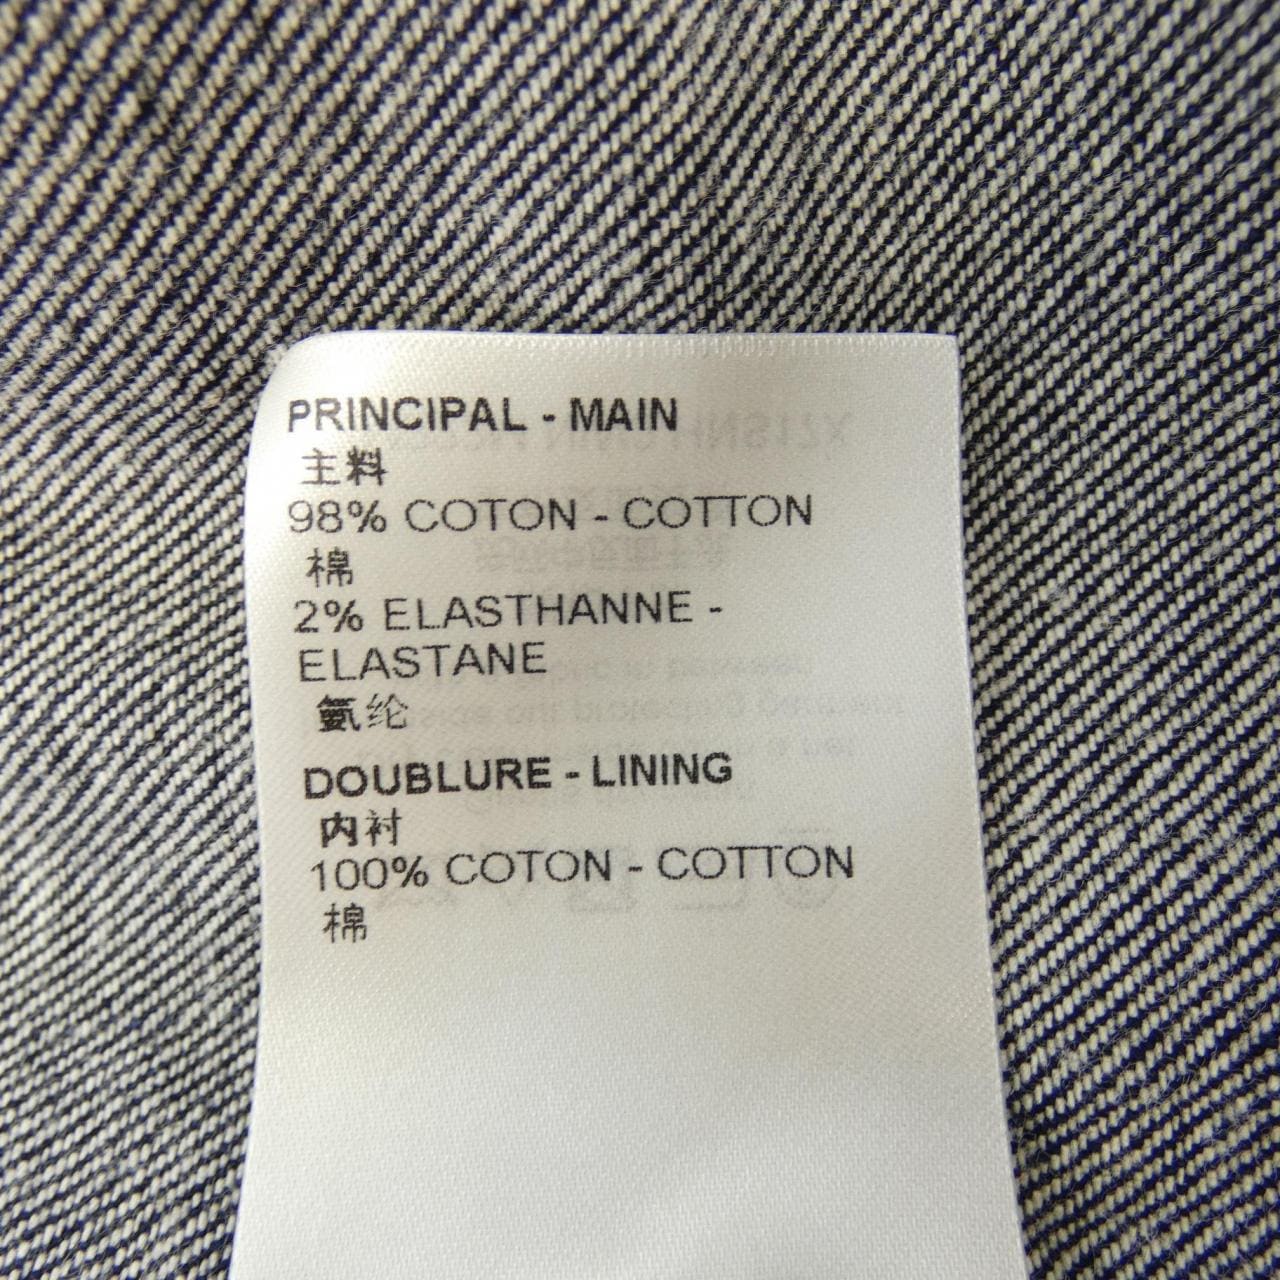 PRINCIPAL - MAIN
主料
98% COTON - COTTON
棉
2% ELASTHANNE -
ELASTANE
氨纶
DOUBLURE - LINING
内衬
100% COTON - COTTON
棉